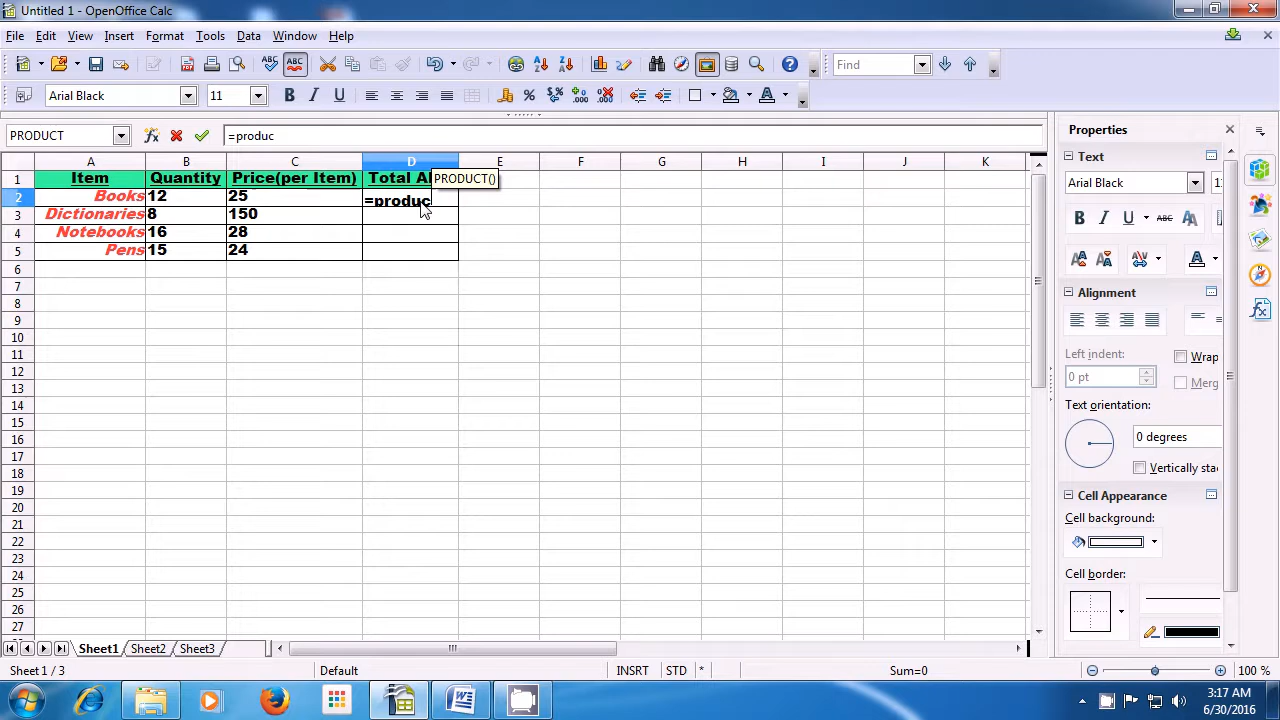 Untitled 1 - OpenOffice Calc
File Edit View Insert Format Tools Data Window Help
ABC ABC Find
Arial Black 11 B I U
PRODUCT =produc
A B C D E F G H I J K
1 Item Quantity Price(per Item) Total A PRODUCT()
2 Books 12 25 =produc
3 Dictionaries 8 150
4 Notebooks 16 28
5 Pens 15 24
6
7
8
9
10
11
12
13
14
15
16
17
18
19
20
21
22
23
24
25
26
Properties
Text
Arial Black
B I U ABC
Alignment
Left indent: Wrap
0 pt Merg
Text orientation:
0 degrees
Vertically sta
Cell Appearance
Cell background:
Cell border:
Sheet1 Sheet2 Sheet3
Sheet 1 / 3 Default INSRT STD * Sum=0 100 %
3:17 AM
6/30/2016